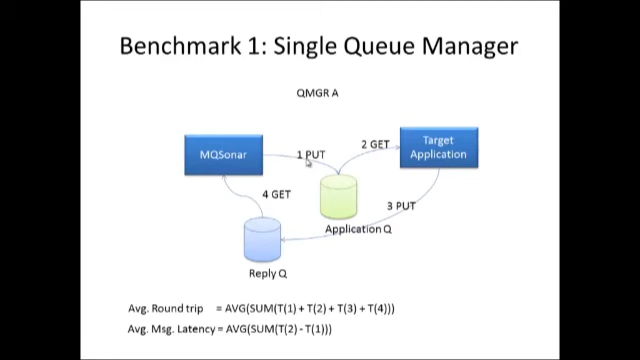 Benchmark 1: Single Queue Manager
QMGR A
MQSonar
1 PUT
2 GET
Target
Application
4 GET
3 PUT
Application Q
Reply Q
Avg. Round trip = AVG(SUM(T(1) + T(2) + T(3) + T(4)))
Avg. Msg. Latency = AVG(SUM(T(2) - T(1)))